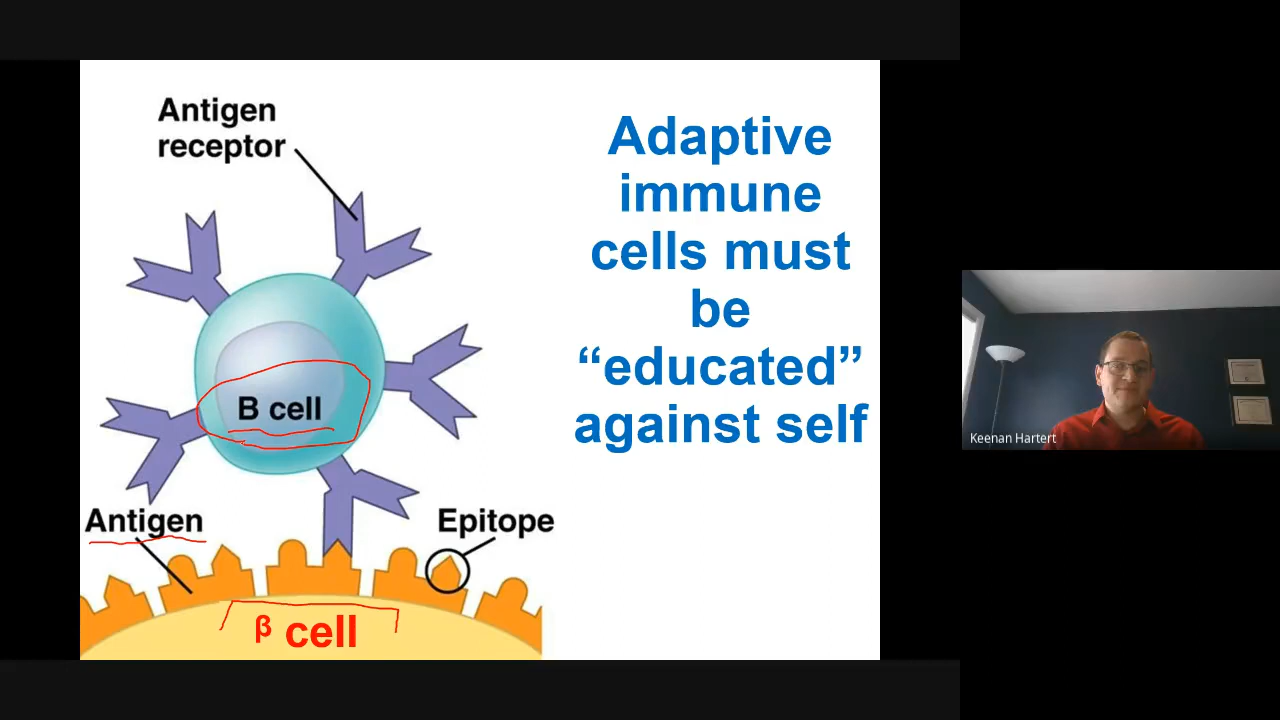 Antigen
receptor
Adaptive
immune
cells must
be
“educated”
against self
B cell
Antigen
Epitope
β cell
Keenan Hartert